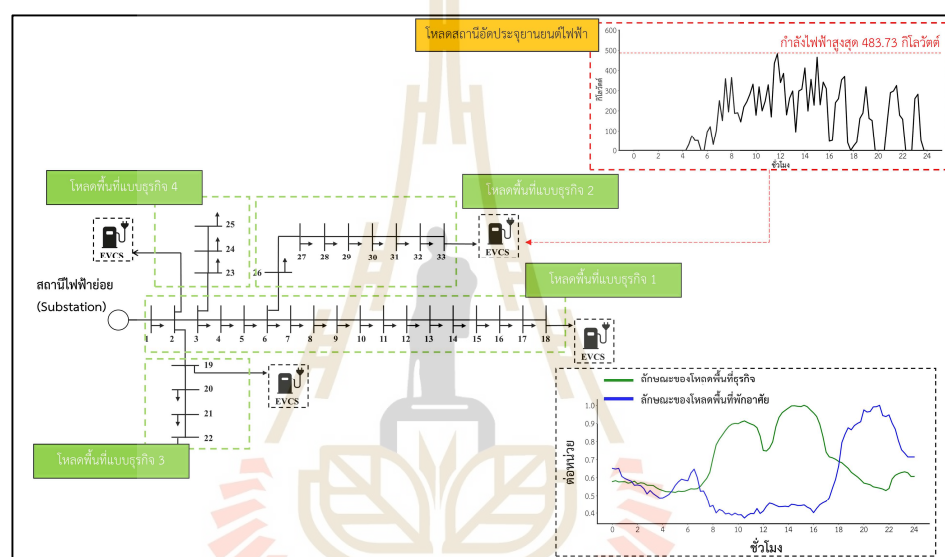 โหลดสถานีอัดประจุยานยนต์ไฟฟ้า
กำลังไฟฟ้าสูงสุด 483.73 กิโลวัตต์
600
500
400
300
200
100
0
กิโลวัตต์
0 2 4 6 8 10 12 14 16 18 20 22 24
ชั่วโมง
โหลดพื้นที่แบบธุรกิจ 4
โหลดพื้นที่แบบธุรกิจ 2
EVCS
25
24
23
26
27 28 29 30 31 32 33
EVCS
โหลดพื้นที่แบบธุรกิจ 1
สถานีไฟฟ้าย่อย
(Substation)
1 2 3 4 5 6 7 8 9 10 11 12 13 14 15 16 17 18
EVCS
19
20
21
22
EVCS
โหลดพื้นที่แบบธุรกิจ 3
ลักษณะของโหลดพื้นที่ธุรกิจ
ลักษณะของโหลดพื้นที่พักอาศัย
1.0
0.9
0.8
0.7
0.6
0.5
0.4
ต่อหน่วย
0 2 4 6 8 10 12 14 16 18 20 22 24
ชั่วโมง